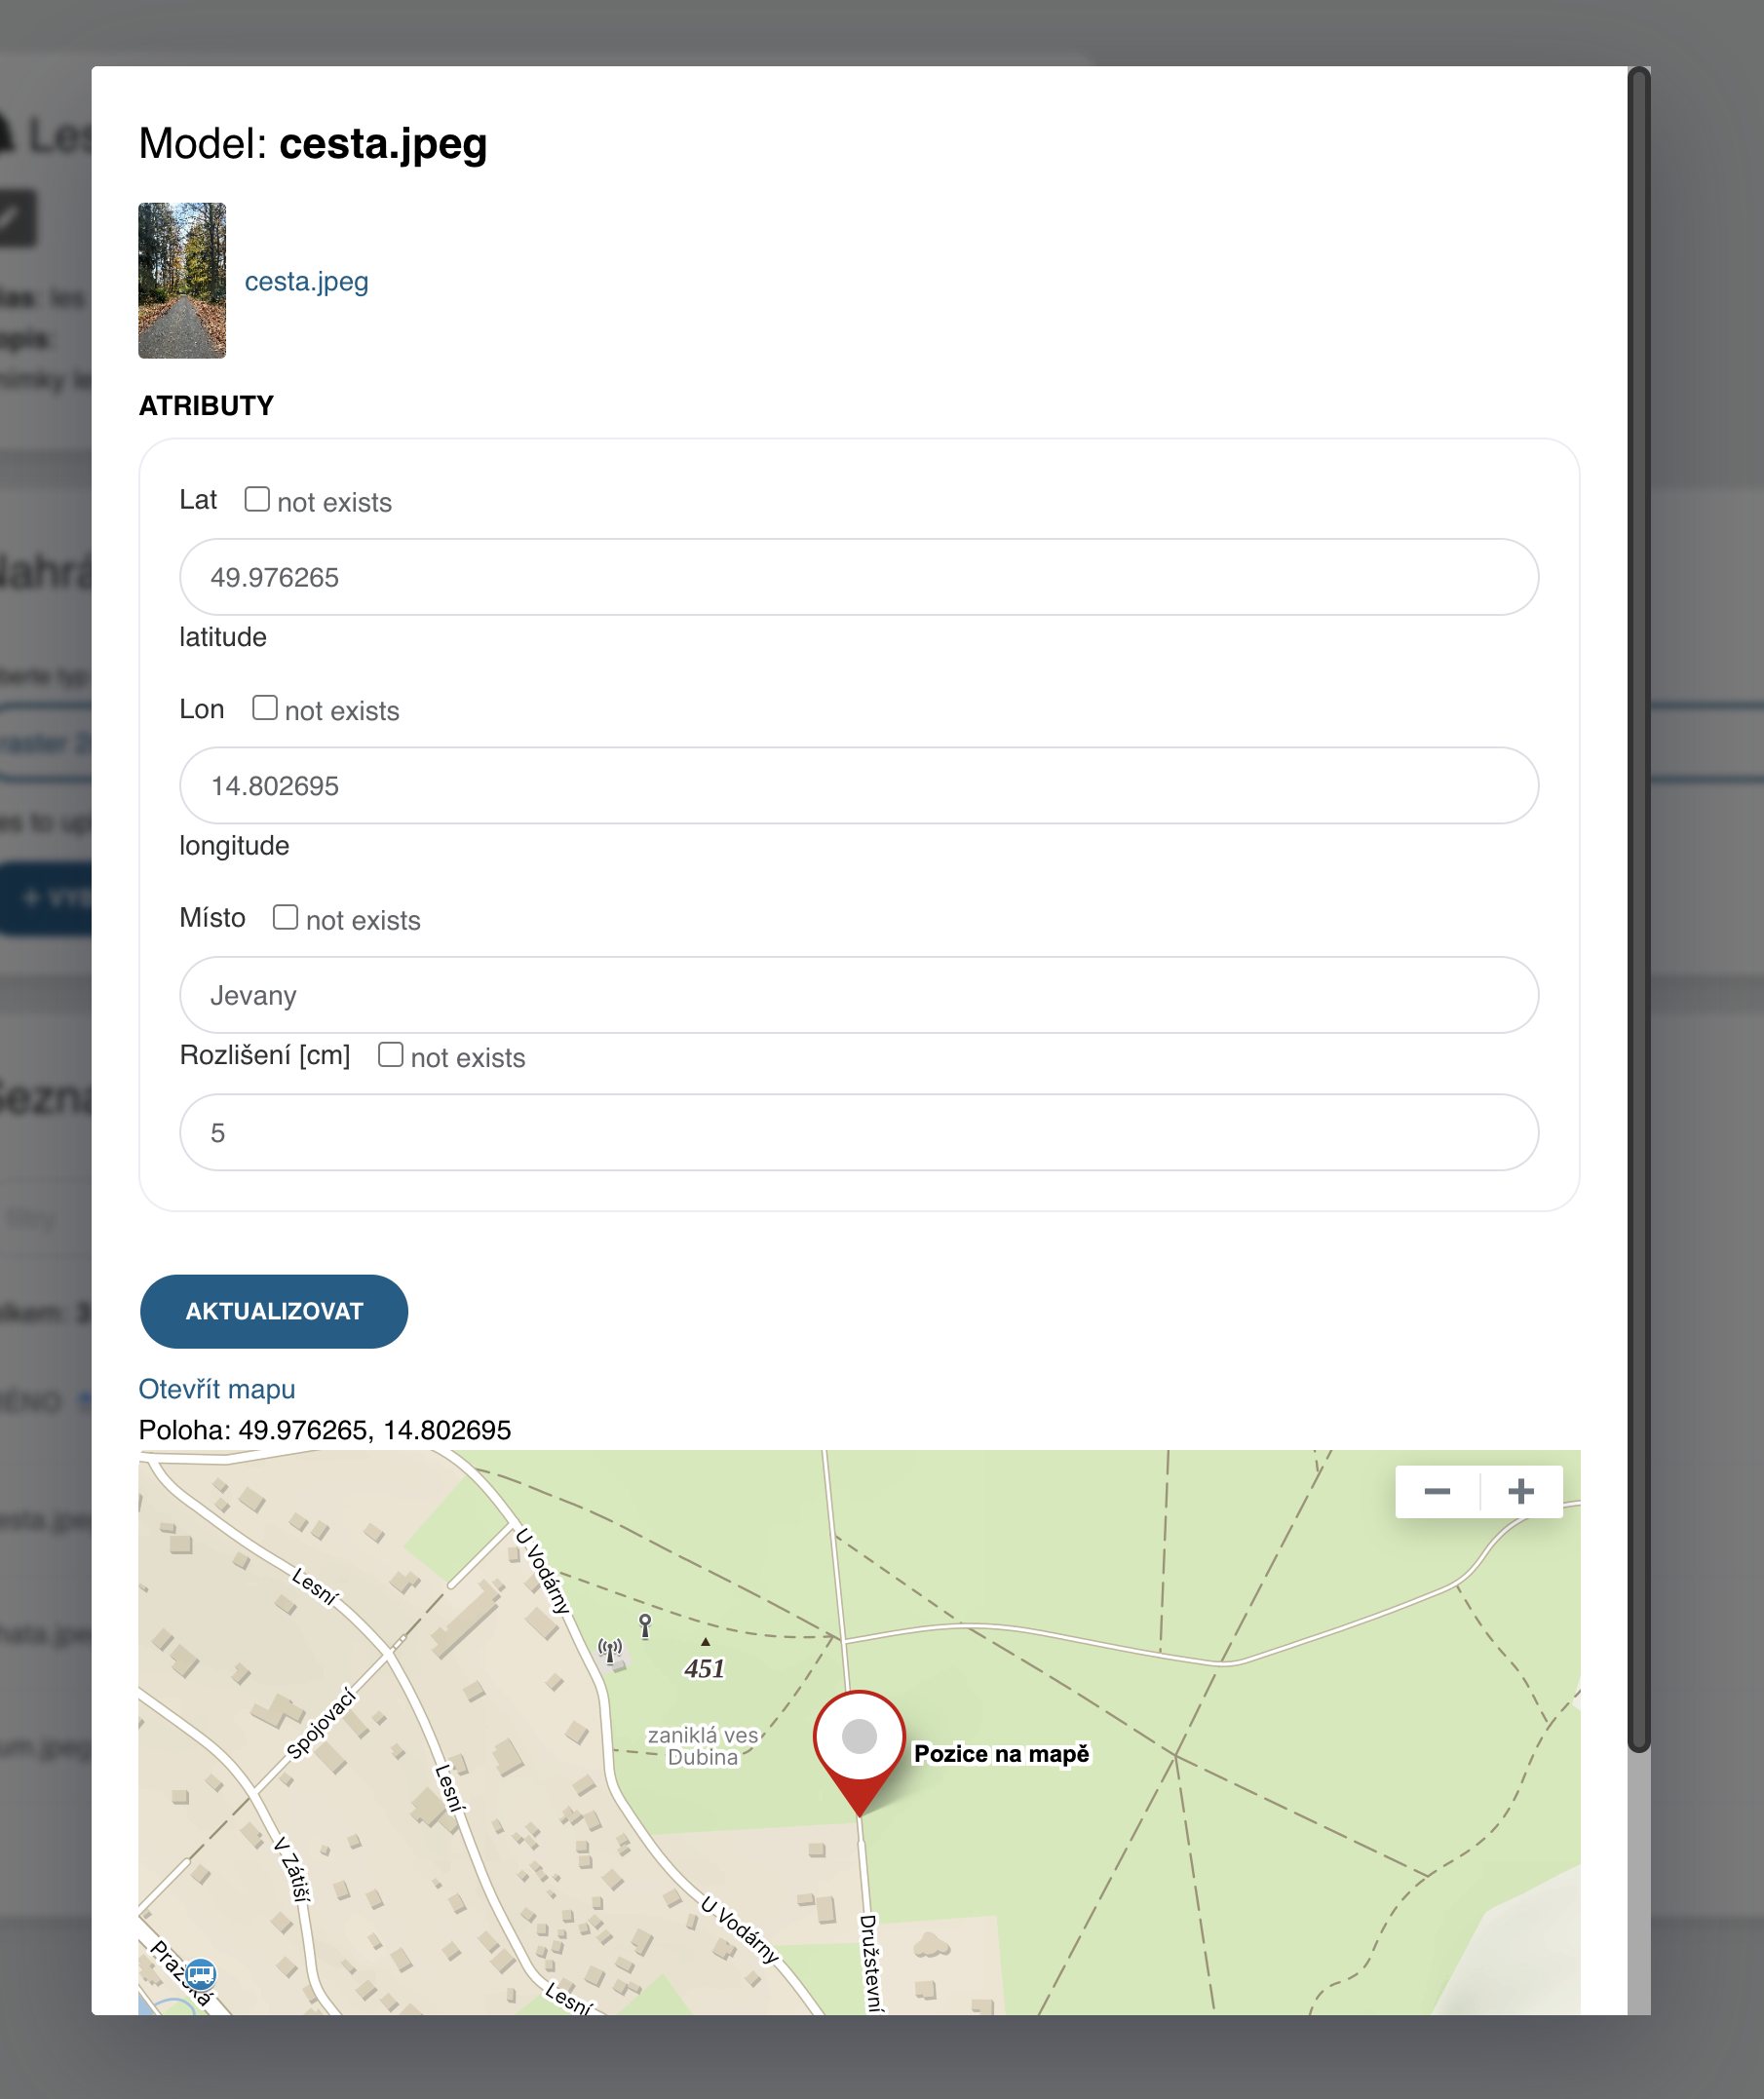 Model: cesta.jpeg
cesta.jpeg
ATRIBUTY
Lat not exists
49.976265
latitude
Lon not exists
14.802695
longitude
Místo not exists
Jevany
Rozlišení [cm] not exists
5
AKTUALIZOVAT
Otevřít mapu
Poloha: 49.976265, 14.802695
U Vodárny
Lesní
451
Spojovací
zaniklá ves
Dubina
Pozice na mapě
Lesní
V Zátiší
U Vodárny
Družstevní
Pražská
Lesní